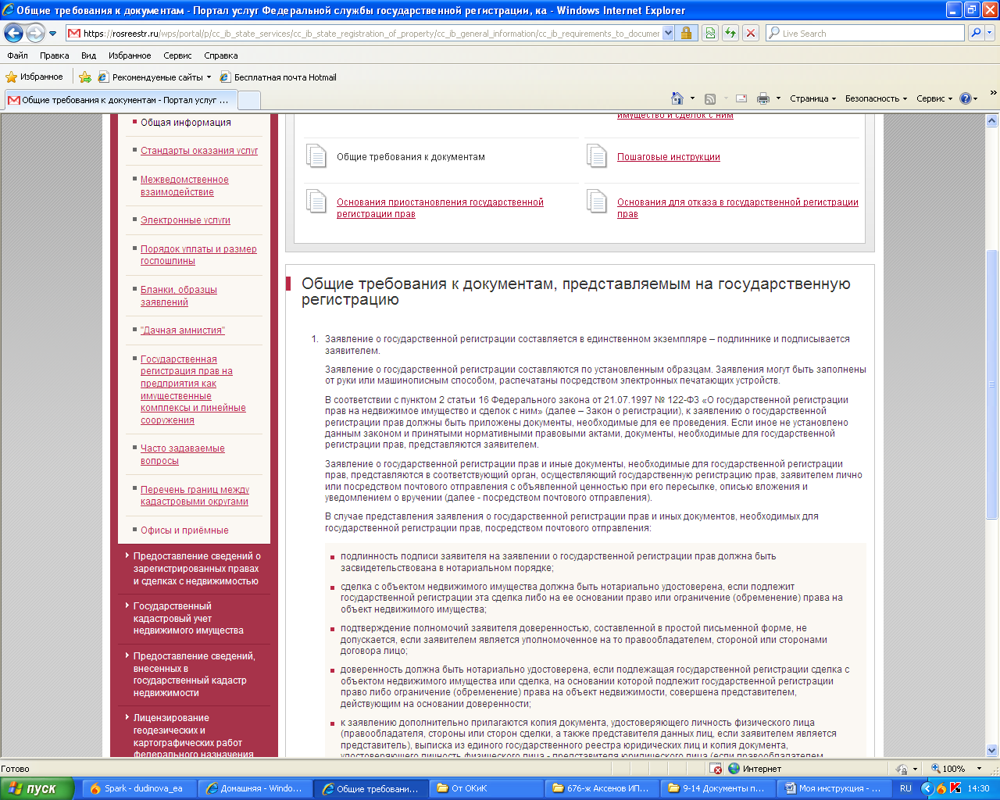 Общие требования к документам - Портал услуг Федеральной службы государственной регистрации, ка - Windows Internet Explorer
https://rosreestr.ru/wps/portal/p/cc_ib_state_services/cc_ib_state_registration_of_property/cc_ib_general_information/cc_ib_requirements_to_documer
Live Search
Файл Правка Вид Избранное Сервис Справка
Избранное Рекомендуемые сайты Бесплатная почта Hotmail
Общие требования к документам - Портал услуг ...
Страница Безопасность Сервис
Общая информация
Стандарты оказания услуг
Межведомственное
взаимодействие
Электронные услуги
Порядок уплаты и размер
госпошлины
Бланки, образцы
заявлений
"Дачная амнистия"
Государственная
регистрация прав на
предприятия как
имущественные
комплексы и линейные
сооружения
Часто задаваемые
вопросы
Перечень границ между
кадастровыми округами
Офисы и приёмные
Предоставление сведений о
зарегистрированных правах
и сделках с недвижимостью
Государственный
кадастровый учет
недвижимого имущества
Предоставление сведений,
внесенных в
государственный кадастр
недвижимости
Лицензирование
геодезических и
картографических работ
федерального назначения
имущество и сделок с ним
Общие требования к документам
Пошаговые инструкции
Основания приостановления государственной
регистрации прав
Основания для отказа в государственной регистрации
прав
Общие требования к документам, представляемым на государственную
регистрацию
1. Заявление о государственной регистрации составляется в единственном экземпляре – подлиннике и подписывается
заявителем.
Заявление о государственной регистрации составляются по установленным образцам. Заявления могут быть заполнены
от руки или машинописным способом, распечатаны посредством электронных печатающих устройств.
В соответствии с пунктом 2 статьи 16 Федерального закона от 21.07.1997 № 122-ФЗ «О государственной регистрации
прав на недвижимое имущество и сделок с ним» (далее – Закон о регистрации), к заявлению о государственной
регистрации прав должны быть приложены документы, необходимые для ее проведения. Если иное не установлено
данным законом и принятыми нормативными правовыми актами, документы, необходимые для государственной
регистрации прав, представляются заявителем.
Заявление о государственной регистрации прав и иные документы, необходимые для государственной регистрации
прав, представляются в соответствующий орган, осуществляющий государственную регистрацию прав, заявителем лично
или посредством почтового отправления с объявленной ценностью при его пересылке, описью вложения и
уведомлением о вручении (далее - посредством почтового отправления).
В случае представления заявления о государственной регистрации прав и иных документов, необходимых для
государственной регистрации прав, посредством почтового отправления:
подлинность подписи заявителя на заявлении о государственной регистрации прав должна быть
засвидетельствована в нотариальном порядке;
сделка с объектом недвижимого имущества должна быть нотариально удостоверена, если подлежит
государственной регистрации эта сделка либо на ее основании право или ограничение (обременение) права на
объект недвижимого имущества;
подтверждение полномочий заявителя доверенностью, составленной в простой письменной форме, не
допускается, если заявителем является уполномоченное на то правообладателем, стороной или сторонами
договора лицо;
доверенность должна быть нотариально удостоверена, если подлежащая государственной регистрации сделка с
объектом недвижимого имущества или сделка, на основании которой подлежит государственной регистрации
право либо ограничение (обременение) права на объект недвижимости, совершена представителем,
действующим на основании доверенности;
к заявлению дополнительно прилагаются копия документа, удостоверяющего личность физического лица
(правообладателя, стороны или сторон сделки, а также представителя данных лиц, если заявителем является
представитель), выписка из единого государственного реестра юридических лиц и копия документа,
удостоверяющего личность физического лица - представителя юридического лица (если правообладателем,
Готово Интернет 100%
пуск Spark - dudinova_ea Домашняя - Windo... Общие требовани... От ОКиК 676-ж Аксенов ИП... 9-14 Документы п... Моя инструкция - ... RU 14:30